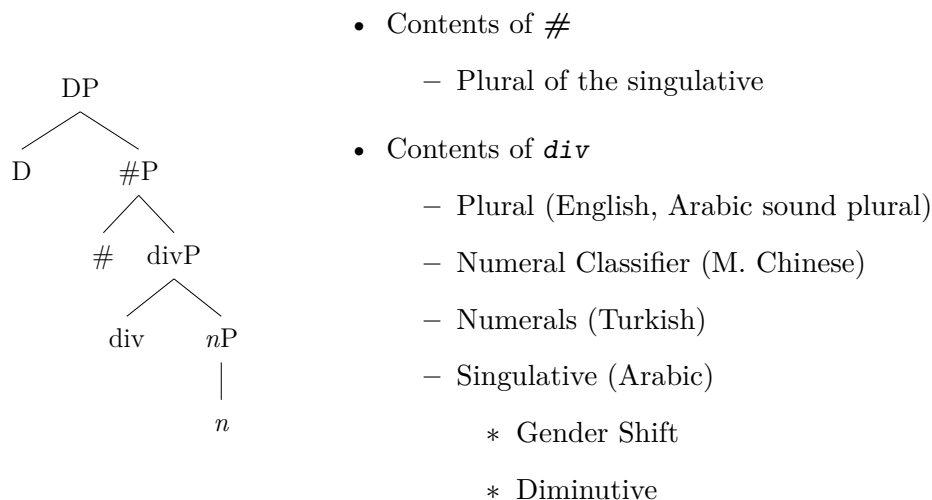 DP
D #P
# divP
div nP
n
• Contents of #
– Plural of the singulative
• Contents of div
– Plural (English, Arabic sound plural)
– Numeral Classifier (M. Chinese)
– Numerals (Turkish)
– Singulative (Arabic)
∗ Gender Shift
∗ Diminutive